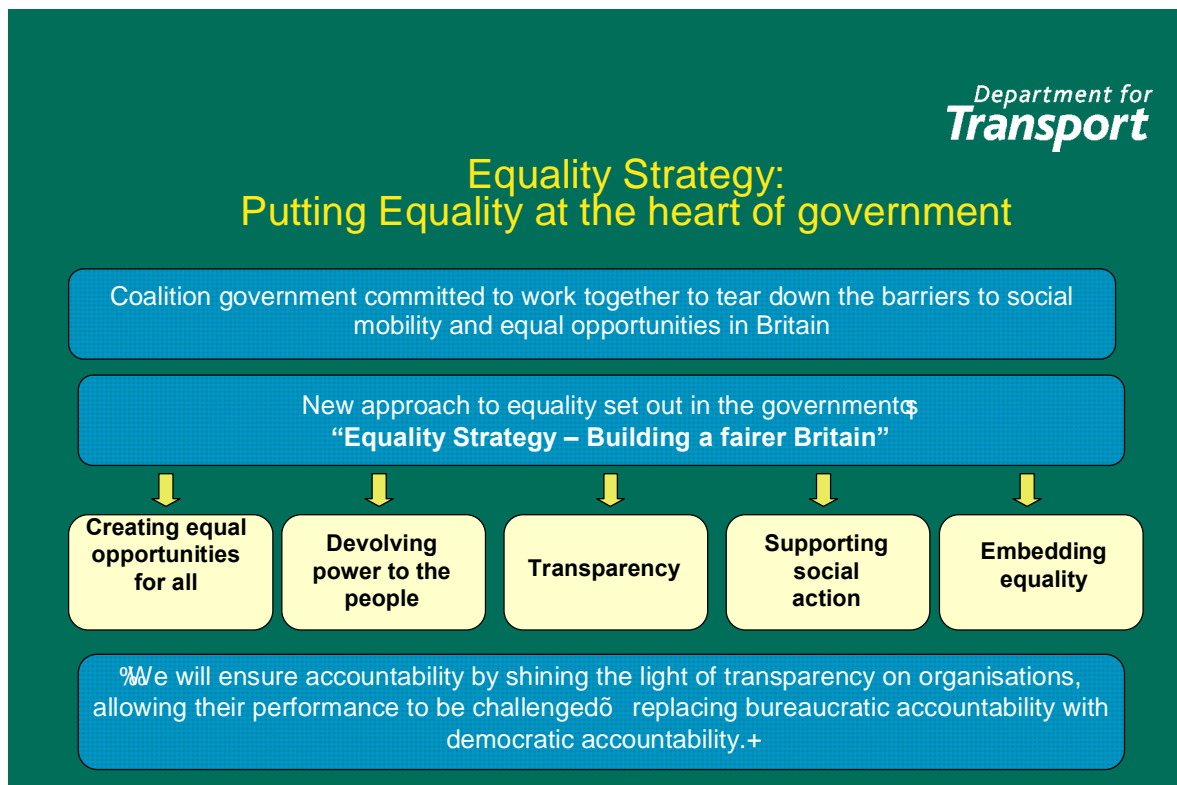 Department for
Transport
Equality Strategy:
Putting Equality at the heart of government
Coalition government committed to work together to tear down the barriers to social
mobility and equal opportunities in Britain
New approach to equality set out in the governmentqs
“Equality Strategy – Building a fairer Britain”
Creating equal
opportunities
for all
Devolving
power to the
people
Transparency
Supporting
social
action
Embedding
equality
‰We will ensure accountability by shining the light of transparency on organisations,
allowing their performance to be challengedõ replacing bureaucratic accountability with
democratic accountability.+